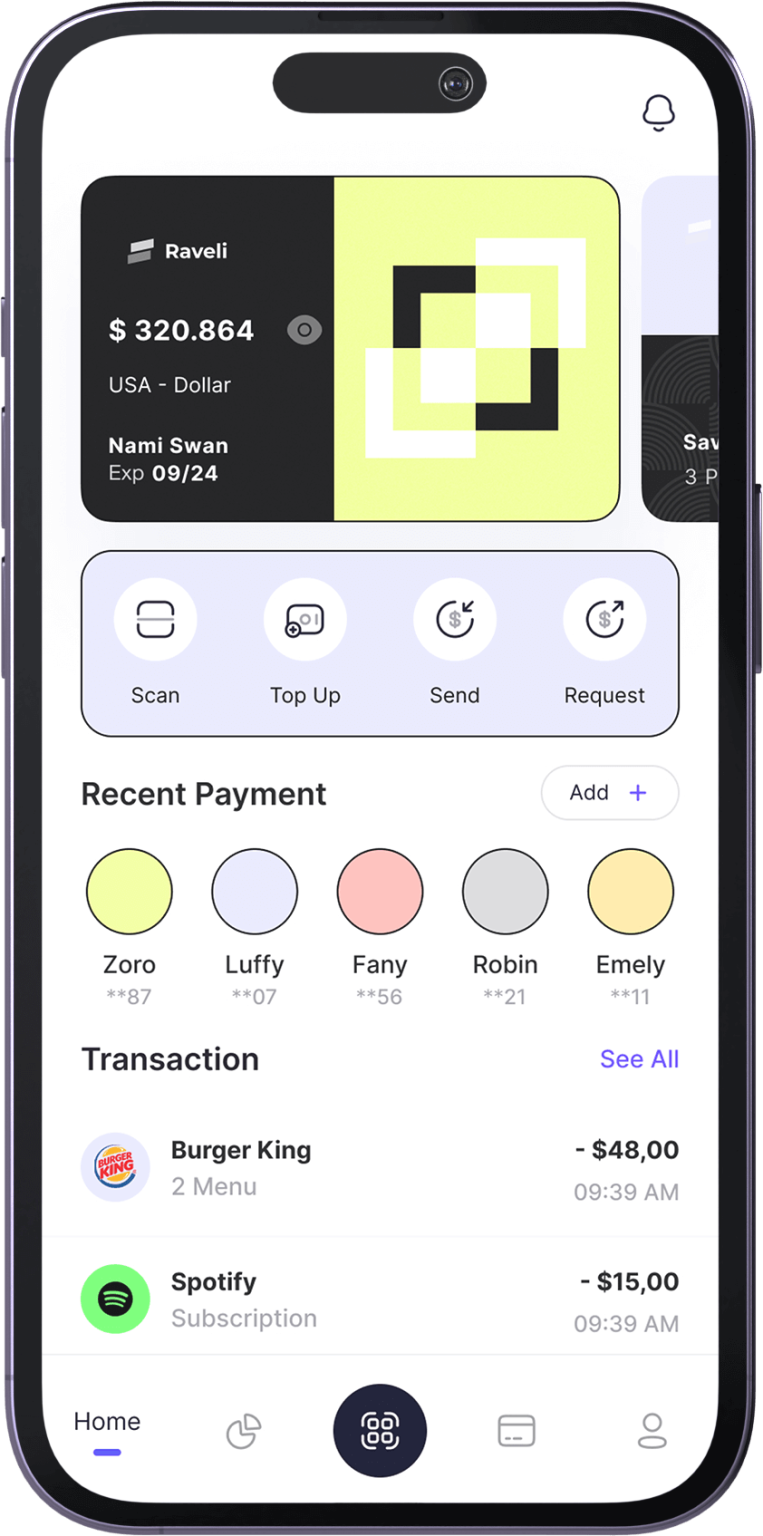 Raveli
$ 320.864
USA - Dollar
Nami Swan
Exp 09/24
Sav
3 P
Scan
Top Up
Send
Request
Recent Payment
Add +
Zoro
Luffy
Fany
Robin
Emely
**87
**07
**56
**21
**11
Transaction
See All
BURGER
KING
Burger King
- $48,00
2 Menu
09:39 AM
Spotify
- $15,00
Subscription
09:39 AM
Home